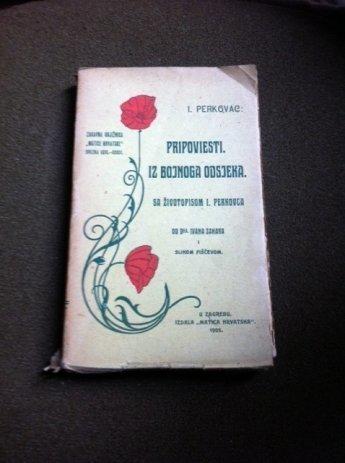 I. PERKOVAC:
ZABAVNA KNJIŽNICA
„MATICE HRVATSKE“
PRIPOVIESTI.
IZ BOJNOGA ODSJEKA.
SA ŽIVOTOPISOM I. PERKOVCA
OD DRA. IVANA ZAHARA
I
SLIKOM PIŠČEVOM.
U ZAGREBU.
IZDALA „MATICA HRVATSKA“.
1905.